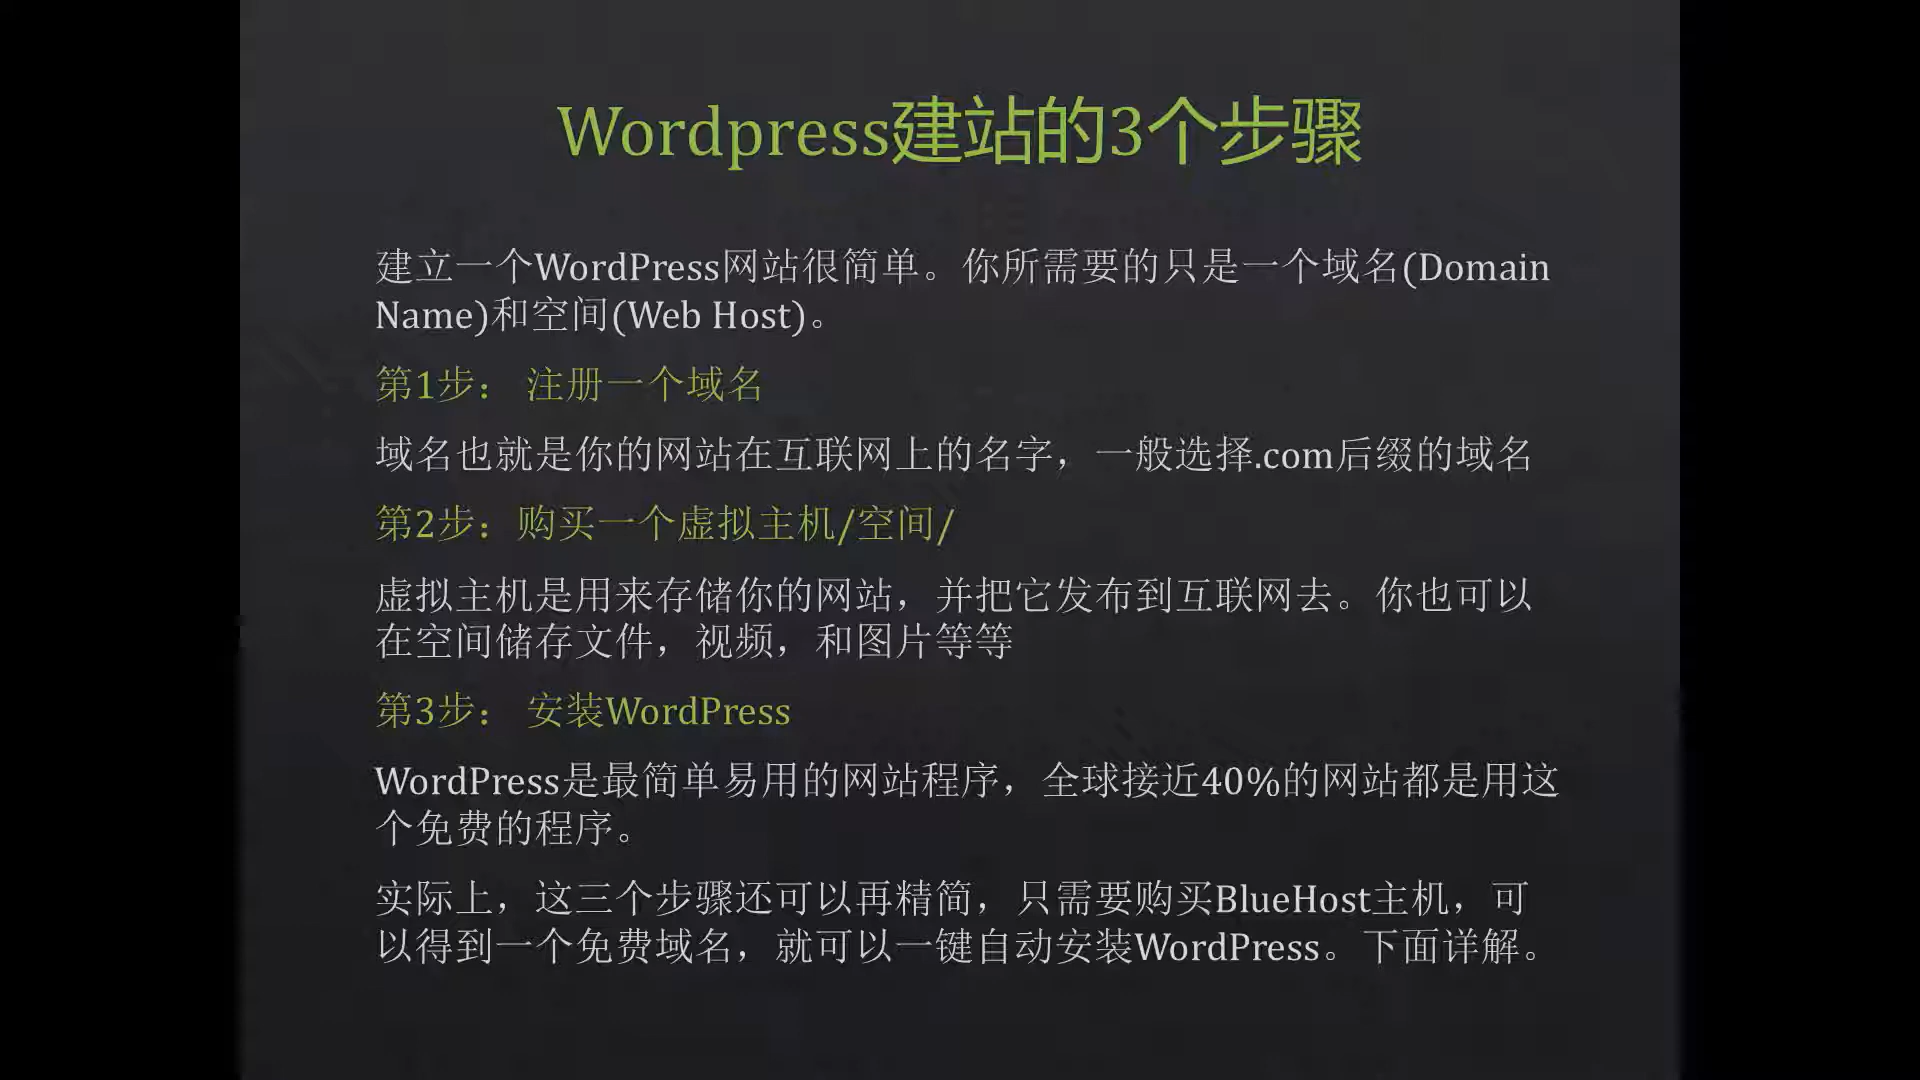 Wordpress建站的3个步骤
建立一个WordPress网站很简单。你所需要的只是一个域名(Domain
Name)和空间(Web Host)。
第1步： 注册一个域名
域名也就是你的网站在互联网上的名字，一般选择.com后缀的域名
第2步：购买一个虚拟主机/空间/
虚拟主机是用来存储你的网站，并把它发布到互联网去。你也可以
在空间储存文件，视频，和图片等等
第3步： 安装WordPress
WordPress是最简单易用的网站程序，全球接近40%的网站都是用这
个免费的程序。
实际上，这三个步骤还可以再精简，只需要购买BlueHost主机，可
以得到一个免费域名，就可以一键自动安装WordPress。下面详解。